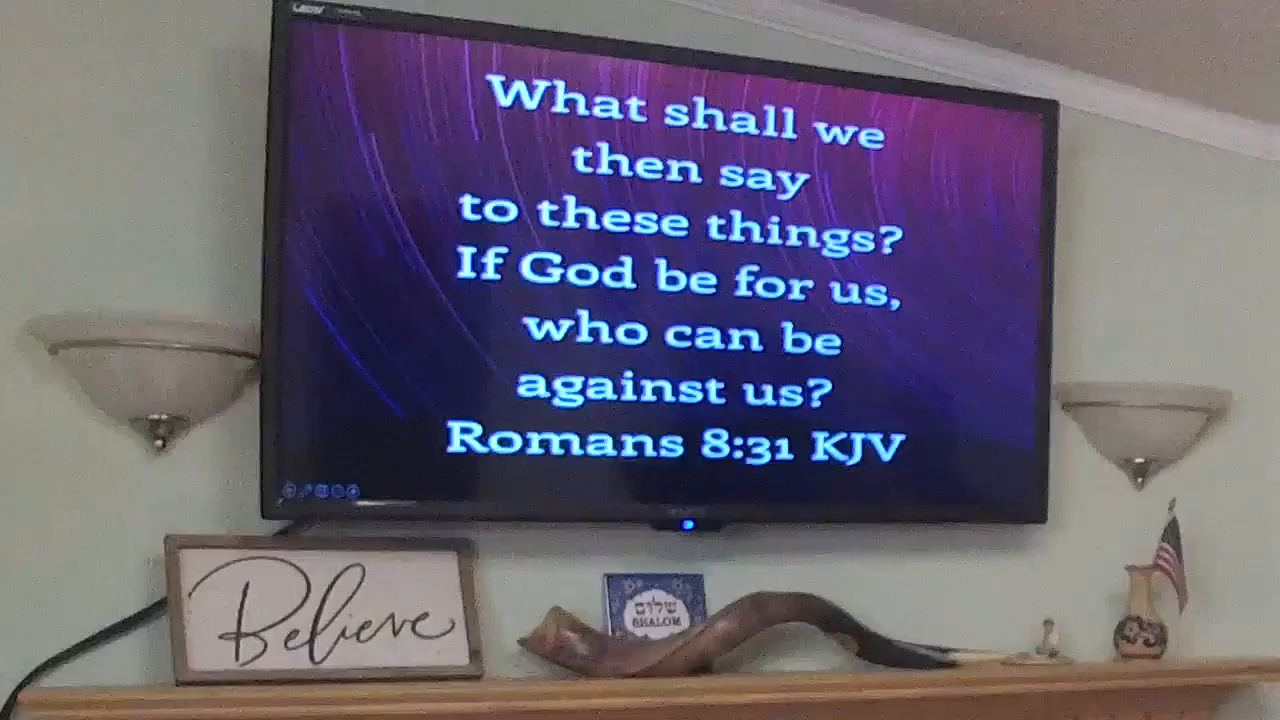 What shall we
then say
to these things?
If God be for us,
who can be
against us?
Romans 8:31 KJV
Believe
שלום
SHALOM